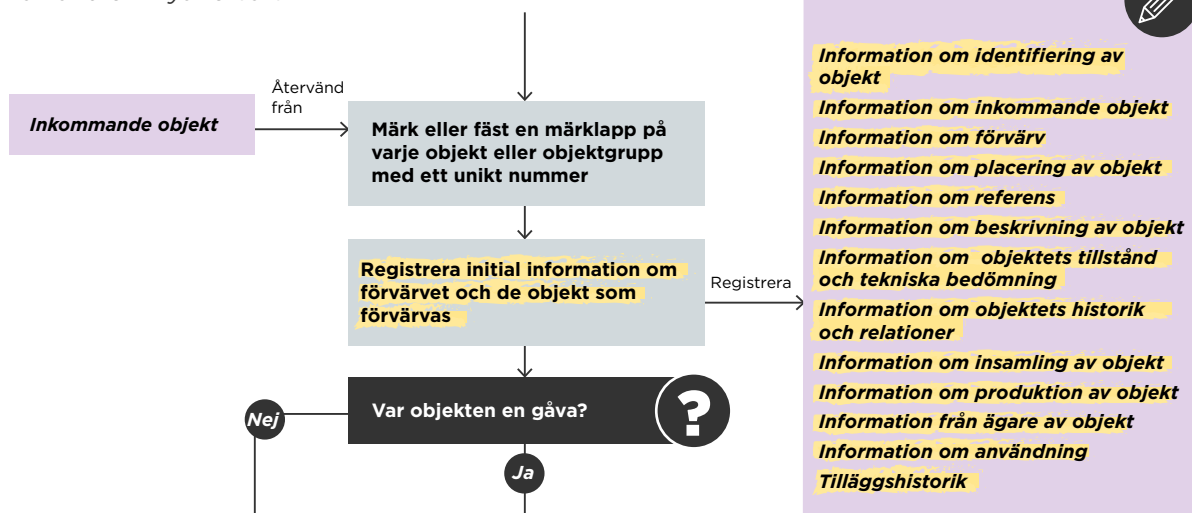 Inkommande objekt
Återvänd
från
Märk eller fäst en märklapp på
varje objekt eller objektgrupp
med ett unikt nummer
Registrera initial information om
förvärvet och de objekt som
förvärvas
Registrera
Var objekten en gåva?
?
Nej
Ja
Information om identifiering av
objekt
Information om inkommande objekt
Information om förvärv
Information om placering av objekt
Information om referens
Information om beskrivning av objekt
Information om objektets tillstånd
och tekniska bedömning
Information om objektets historik
och relationer
Information om insamling av objekt
Information om produktion av objekt
Information från ägare av objekt
Information om användning
Tilläggshistorik